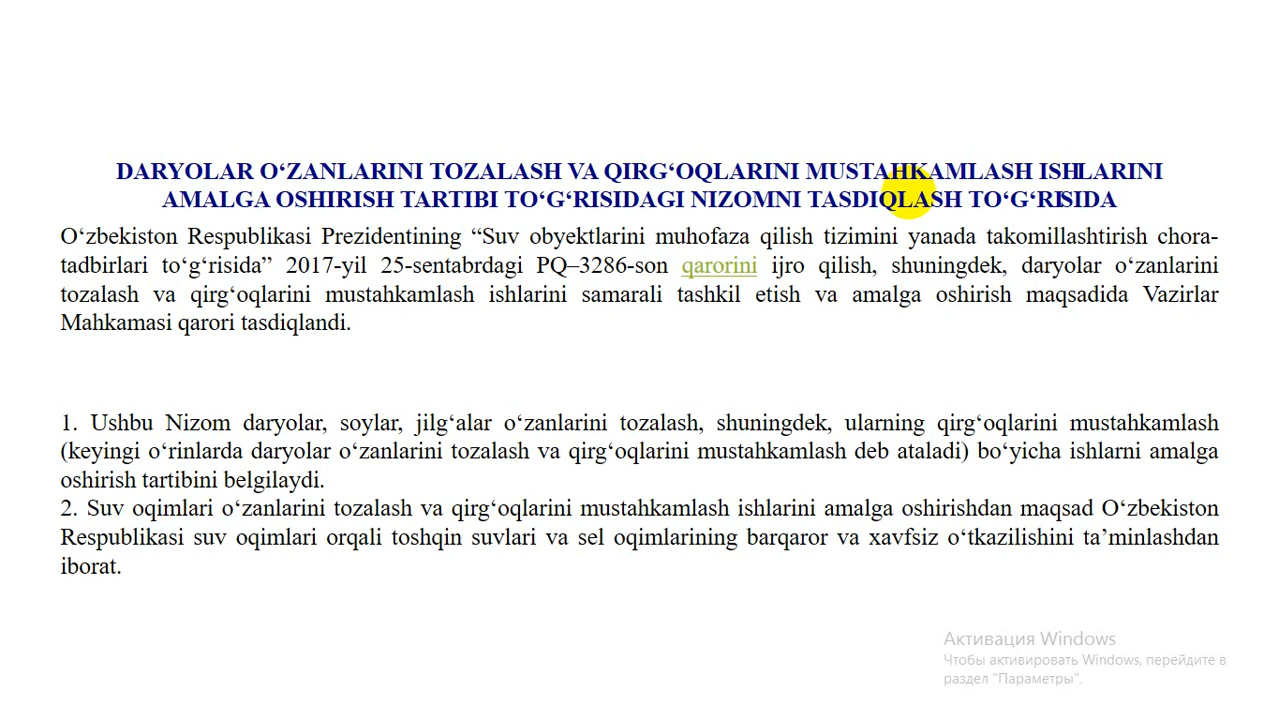 DARYOLAR O‘ZANLARINI TOZALASH VA QIRG‘OQLARINI MUSTAHKAMLASH ISHLARINI
AMALGA OSHIRISH TARTIBI TO‘G‘RISIDAGI NIZOMNI TASDIQLASH TO‘G‘RISIDA
O‘zbekiston Respublikasi Prezidentining “Suv obyektlarini muhofaza qilish tizimini yanada takomillashtirish chora-
tadbirlari to‘g‘risida” 2017-yil 25-sentabrdagi PQ–3286-son qarorini ijro qilish, shuningdek, daryolar o‘zanlarini
tozalash va qirg‘oqlarini mustahkamlash ishlarini samarali tashkil etish va amalga oshirish maqsadida Vazirlar
Mahkamasi qarori tasdiqlandi.
1. Ushbu Nizom daryolar, soylar, jilg‘alar o‘zanlarini tozalash, shuningdek, ularning qirg‘oqlarini mustahkamlash
(keyingi o‘rinlarda daryolar o‘zanlarini tozalash va qirg‘oqlarini mustahkamlash deb ataladi) bo‘yicha ishlarni amalga
oshirish tartibini belgilaydi.
2. Suv oqimlari o‘zanlarini tozalash va qirg‘oqlarini mustahkamlash ishlarini amalga oshirishdan maqsad O‘zbekiston
Respublikasi suv oqimlari orqali toshqin suvlari va sel oqimlarining barqaror va xavfsiz o‘tkazilishini ta’minlashdan
iborat.
Активация Windows
Чтобы активировать Windows, перейдите в
раздел "Параметры".